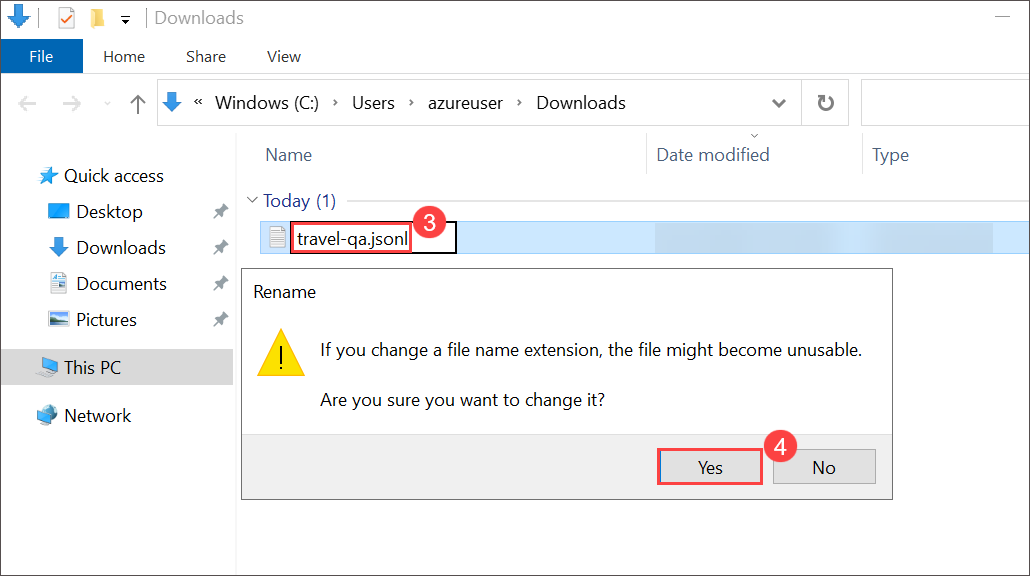 Downloads
File Home Share View
« Windows (C:) › Users › azureuser › Downloads
Name Date modified Type
Quick access
Today (1)
Desktop
travel-qa.jsonl 3
Downloads
Documents
Pictures
This PC
Network
Rename
If you change a file name extension, the file might become unusable.
Are you sure you want to change it?
Yes 4 No